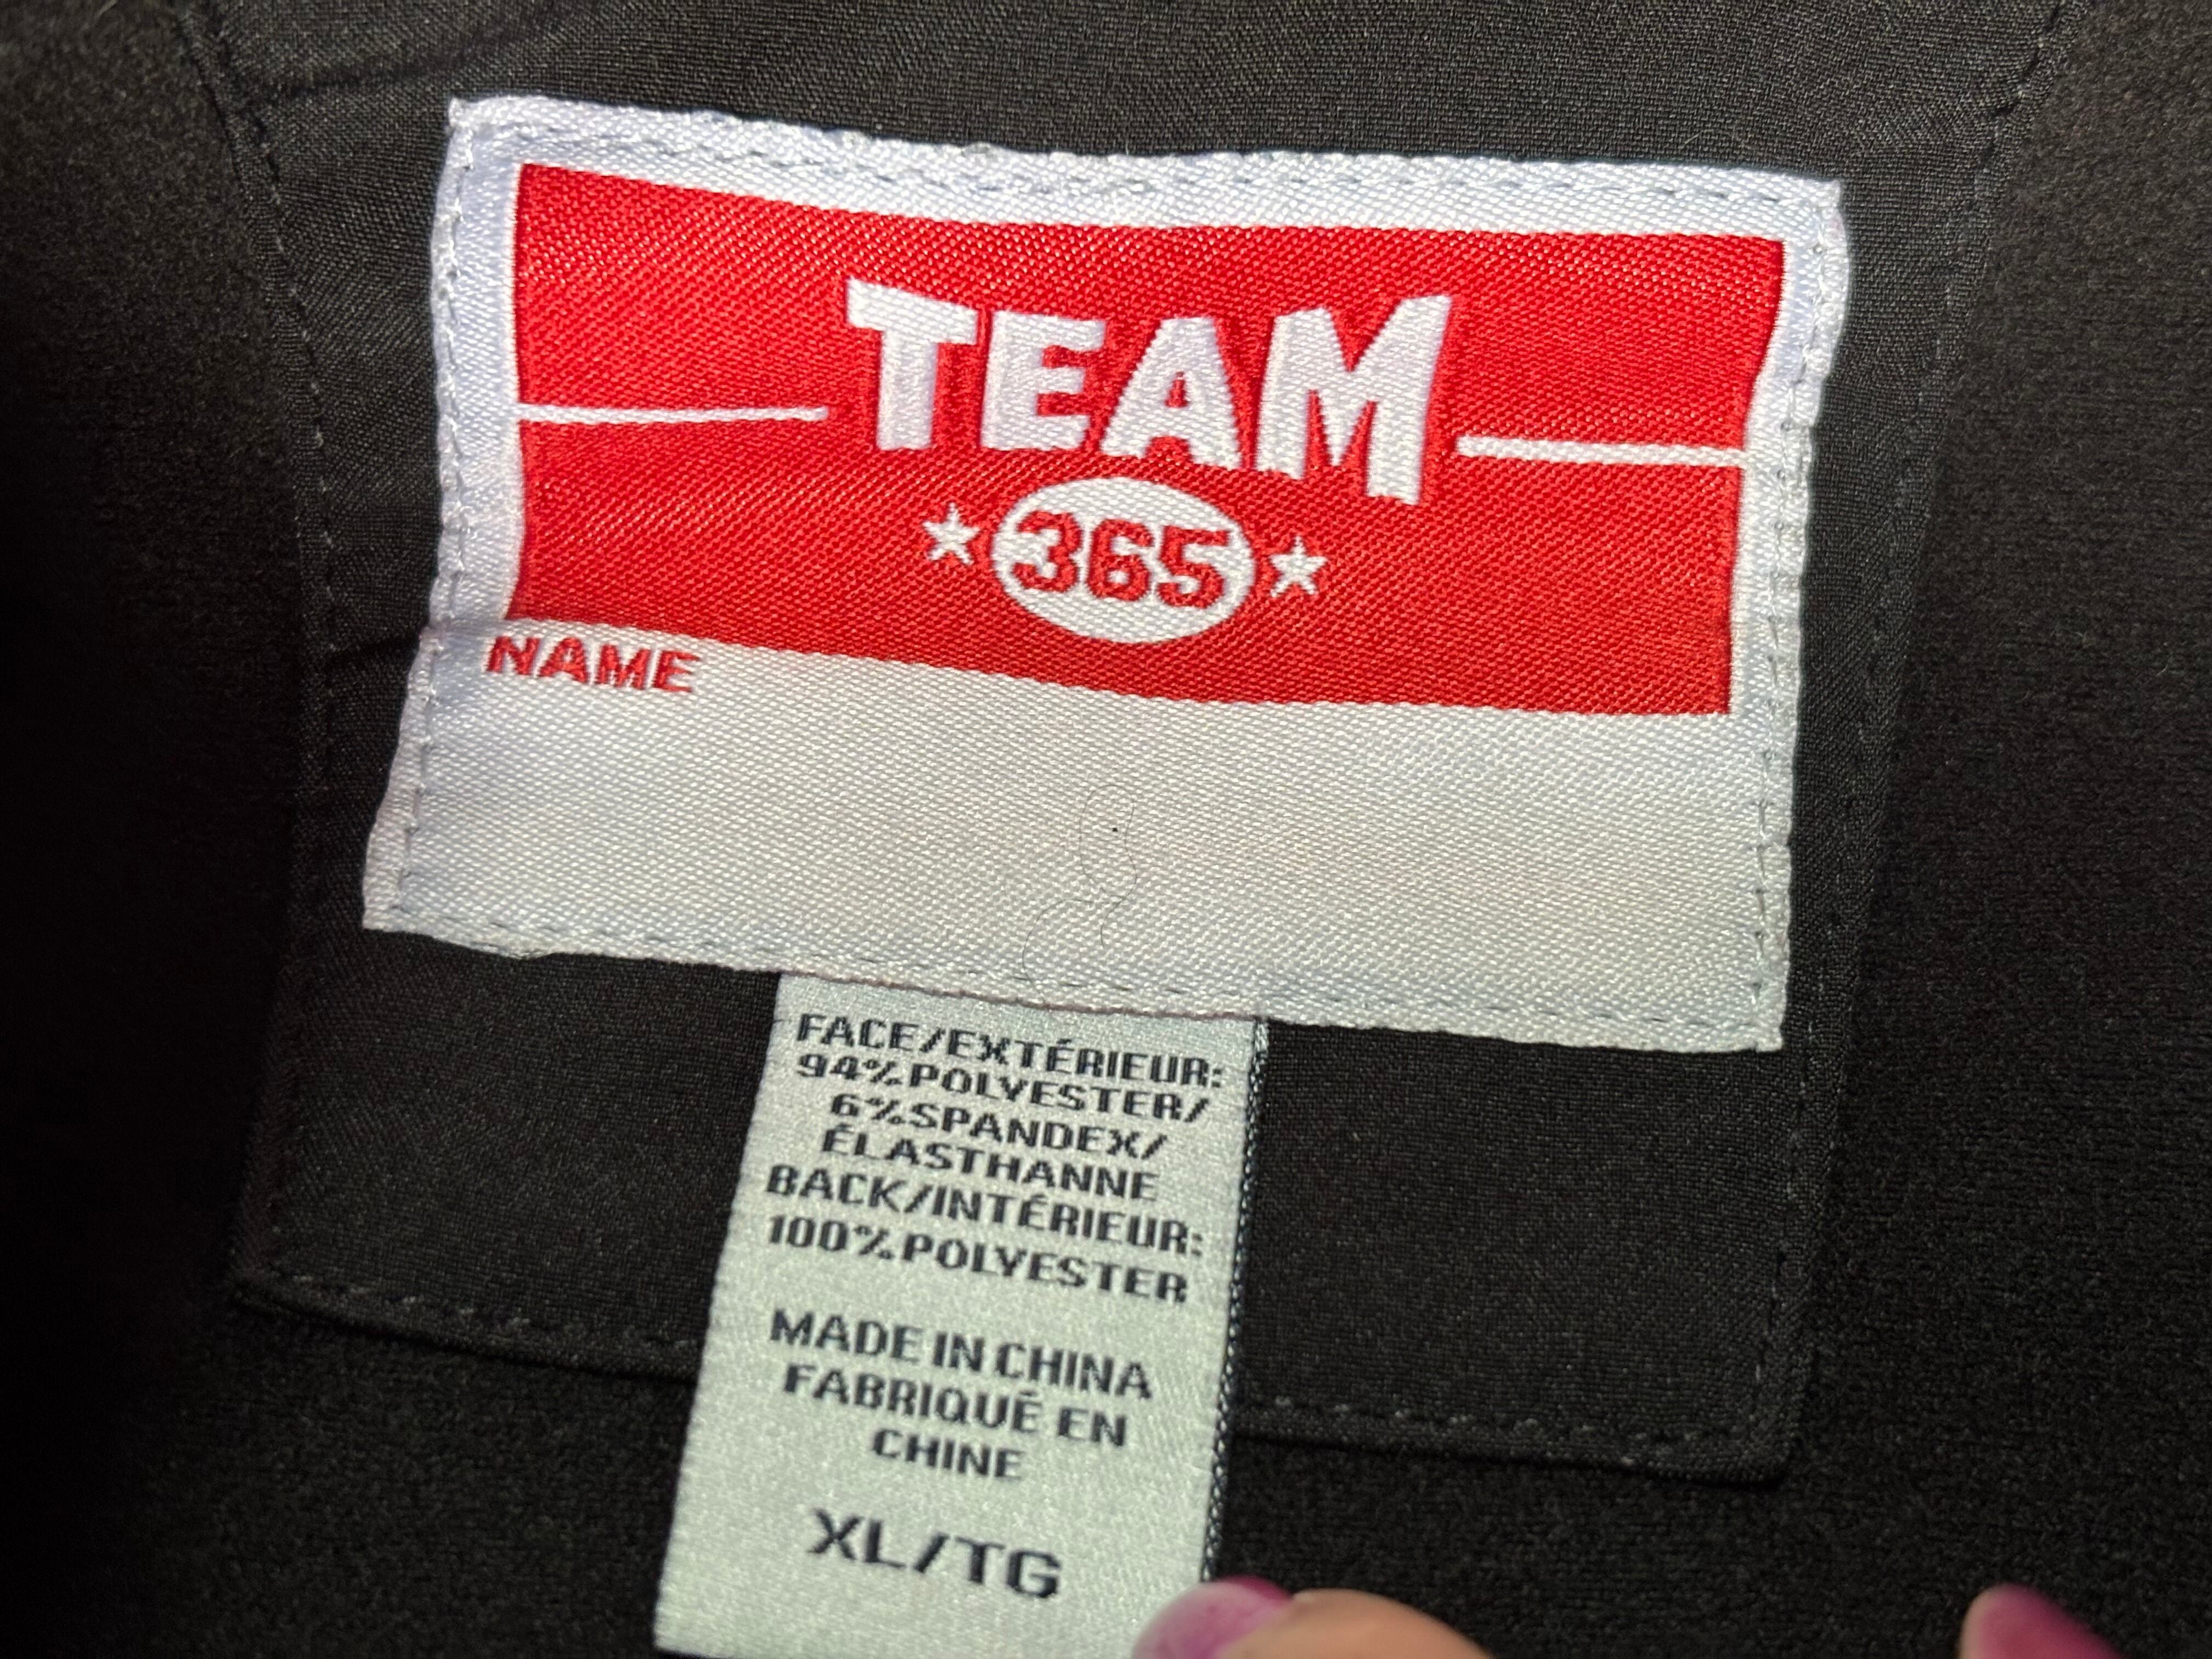 TEAM
365
NAME
FACE/EXTÉRIEUR:
94% POLYESTER/
6% SPANDEX/
ÉLASTHANNE
BACK/INTÉRIEUR:
100% POLYESTER
MADE IN CHINA
FABRIQUÉ EN
CHINE
XL/TG